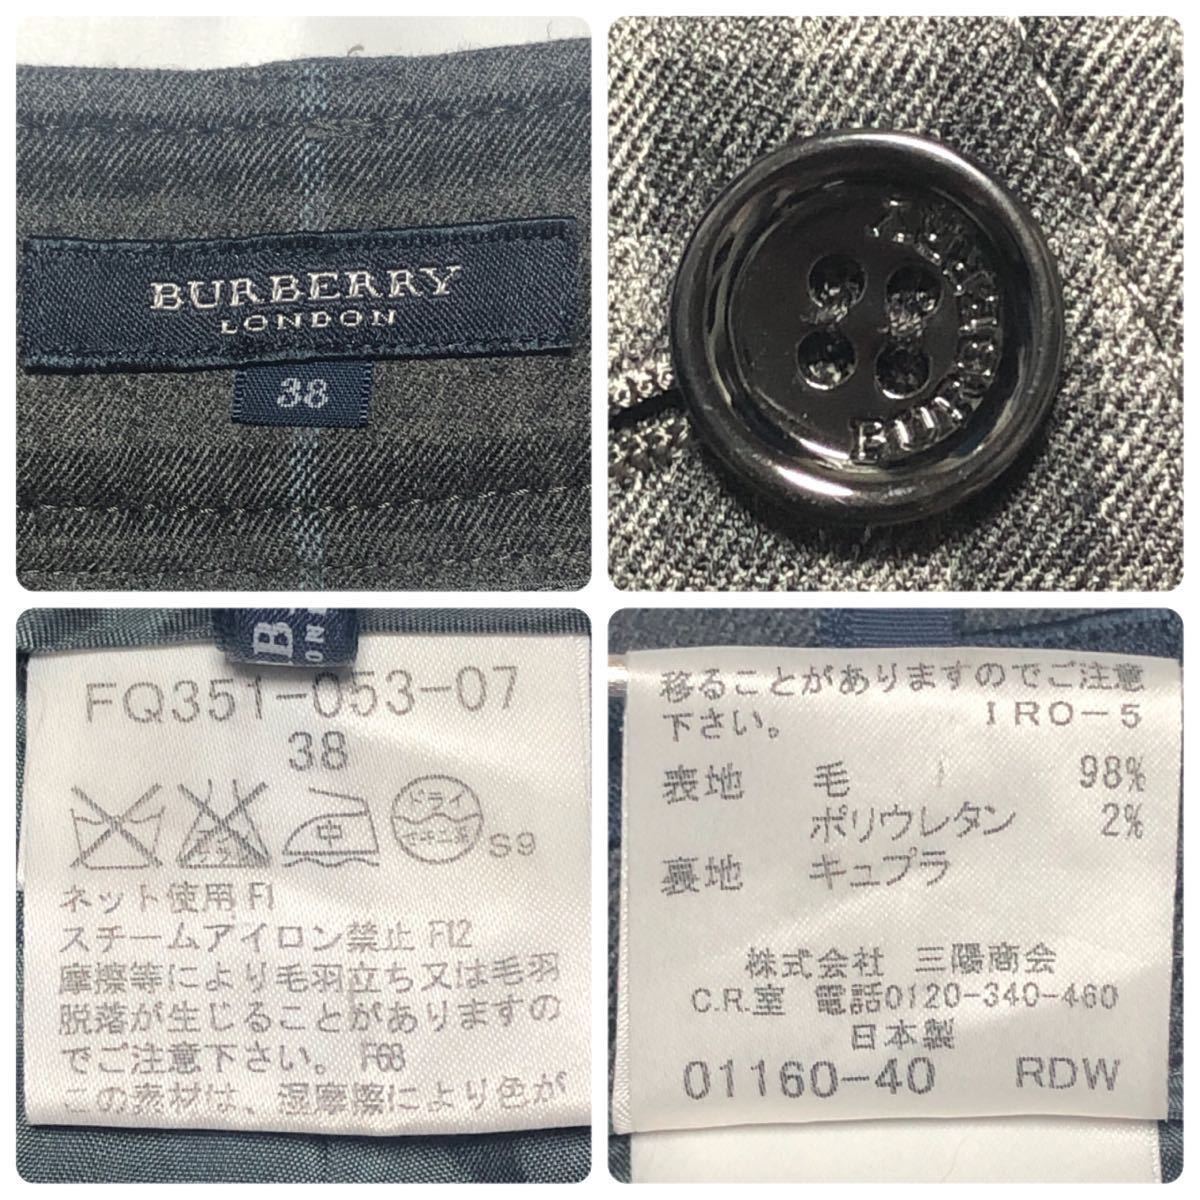 BURBERRY
LONDON
38
BURBERRY
FQ351-053-07
38
中
ドライ
セキユ系
S9
ネット使用 F1
スチームアイロン禁止 F12
摩擦等により毛羽立ち又は毛羽
脱落が生じることがありますの
でご注意下さい。 F68
この素材は、湿摩擦により色が
移ることがありますのでご注意
下さい。 IRO-5
表地 毛 98%
ポリウレタン 2%
裏地 キュプラ
株式会社 三陽商会
C.R.室 電話0120-340-460
日本製
01160-40 RDW